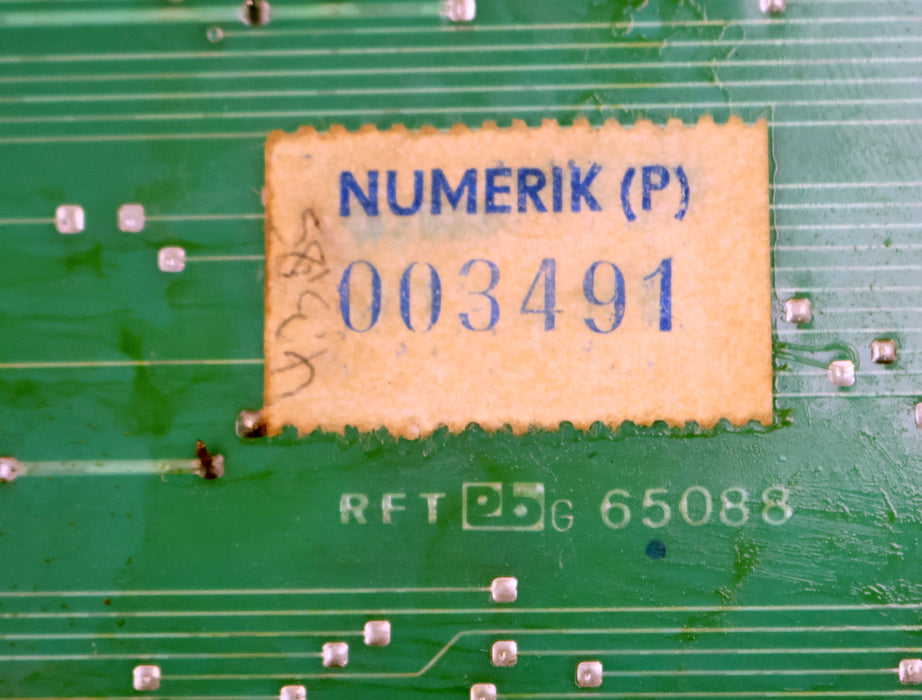 NUMERIK (P)
003491
RFT G 65088